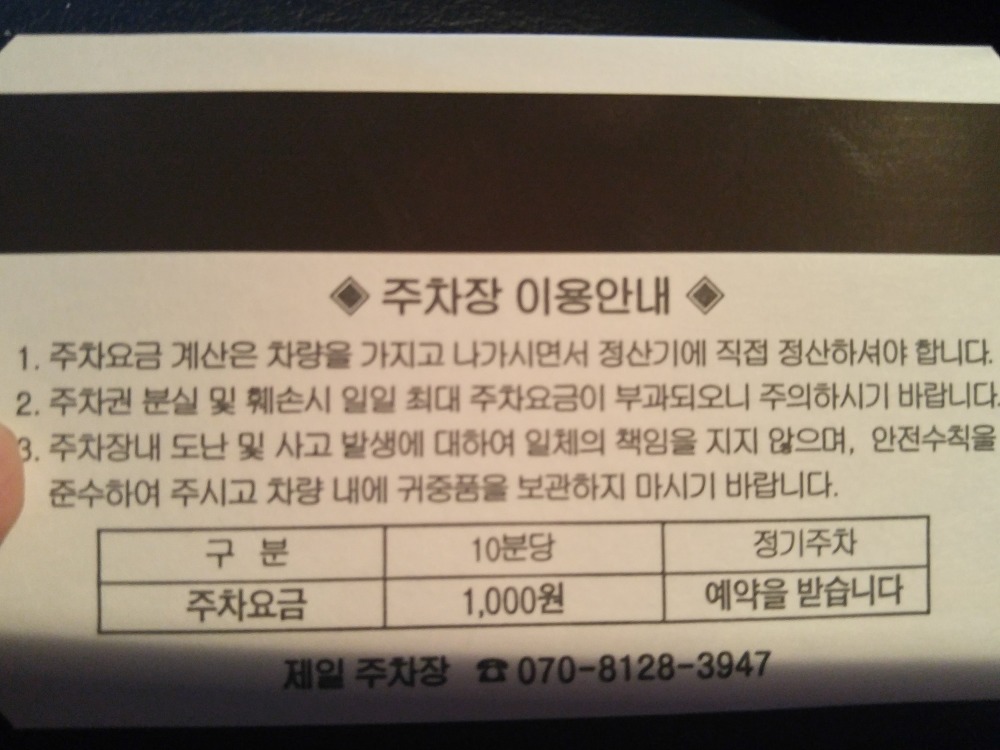 ◈ 주차장 이용안내 ◈
1. 주차요금 계산은 차량을 가지고 나가시면서 정산기에 직접 정산하셔야 합니다.
2. 주차권 분실 및 훼손시 일일 최대 주차요금이 부과되오니 주의하시기 바랍니다.
3. 주차장내 도난 및 사고 발생에 대하여 일체의 책임을 지지 않으며, 안전수칙을
준수하여 주시고 차량 내에 귀중품을 보관하지 마시기 바랍니다.
구 분 10분당 정기주차
주차요금 1,000원 예약을 받습니다
제일 주차장 ☎ 070-8128-3947